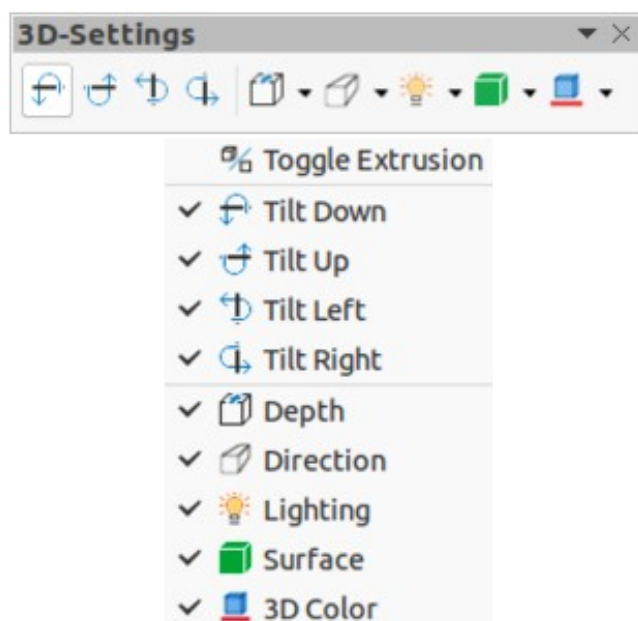 3D-Settings
Toggle Extrusion
Tilt Down
Tilt Up
Tilt Left
Tilt Right
Depth
Direction
Lighting
Surface
3D Color